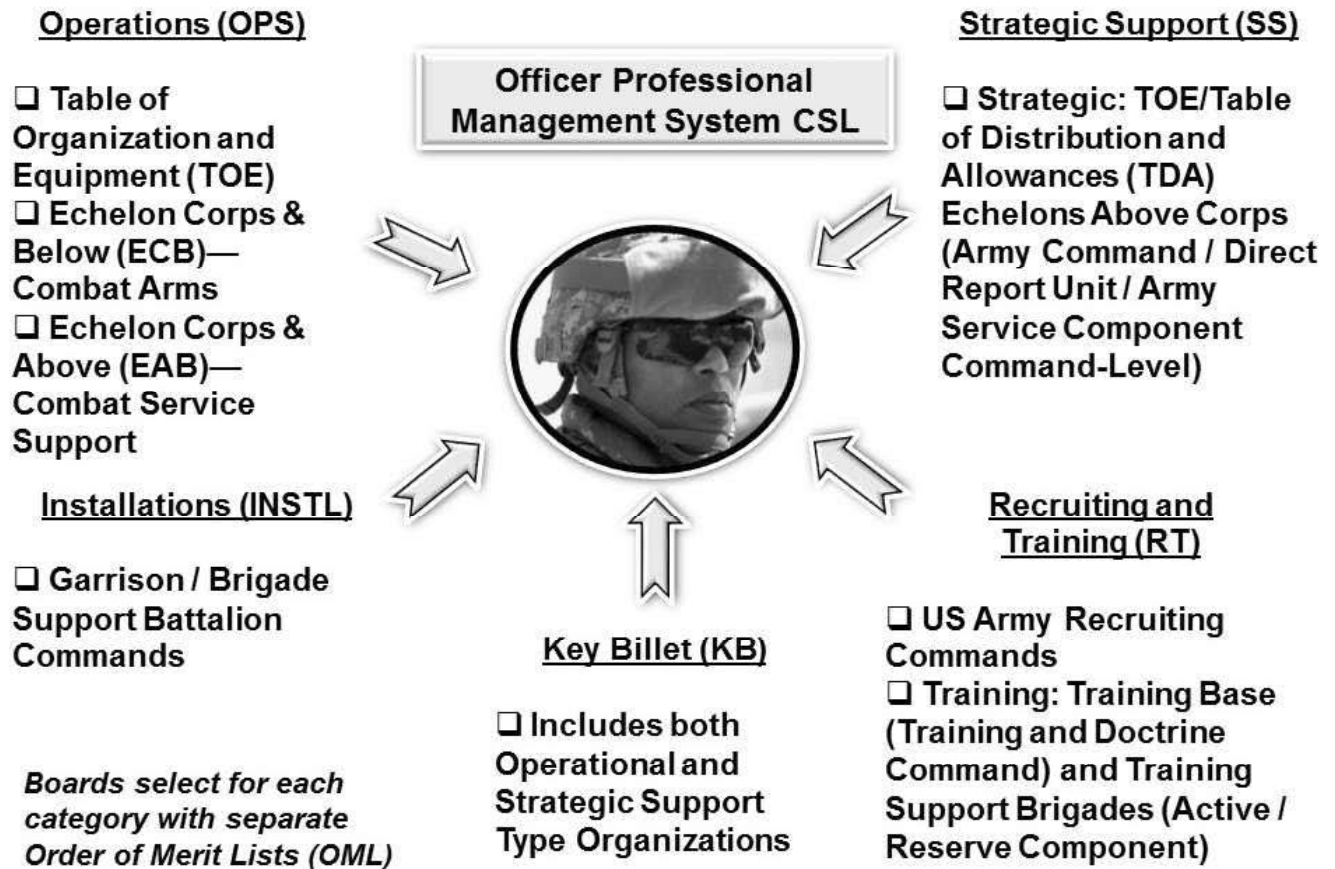 Operations (OPS)
❑ Table of
Organization and
Equipment (TOE)
❑ Echelon Corps &
Below (ECB)—
Combat Arms
❑ Echelon Corps &
Above (EAB)—
Combat Service
Support
Officer Professional
Management System CSL
Strategic Support (SS)
❑ Strategic: TOE/Table
of Distribution and
Allowances (TDA)
Echelons Above Corps
(Army Command / Direct
Report Unit / Army
Service Component
Command-Level)
Installations (INSTL)
❑ Garrison / Brigade
Support Battalion
Commands
Key Billet (KB)
❑ Includes both
Operational and
Strategic Support
Type Organizations
Recruiting and
Training (RT)
❑ US Army Recruiting
Commands
❑ Training: Training Base
(Training and Doctrine
Command) and Training
Support Brigades (Active /
Reserve Component)
Boards select for each
category with separate
Order of Merit Lists (OML)